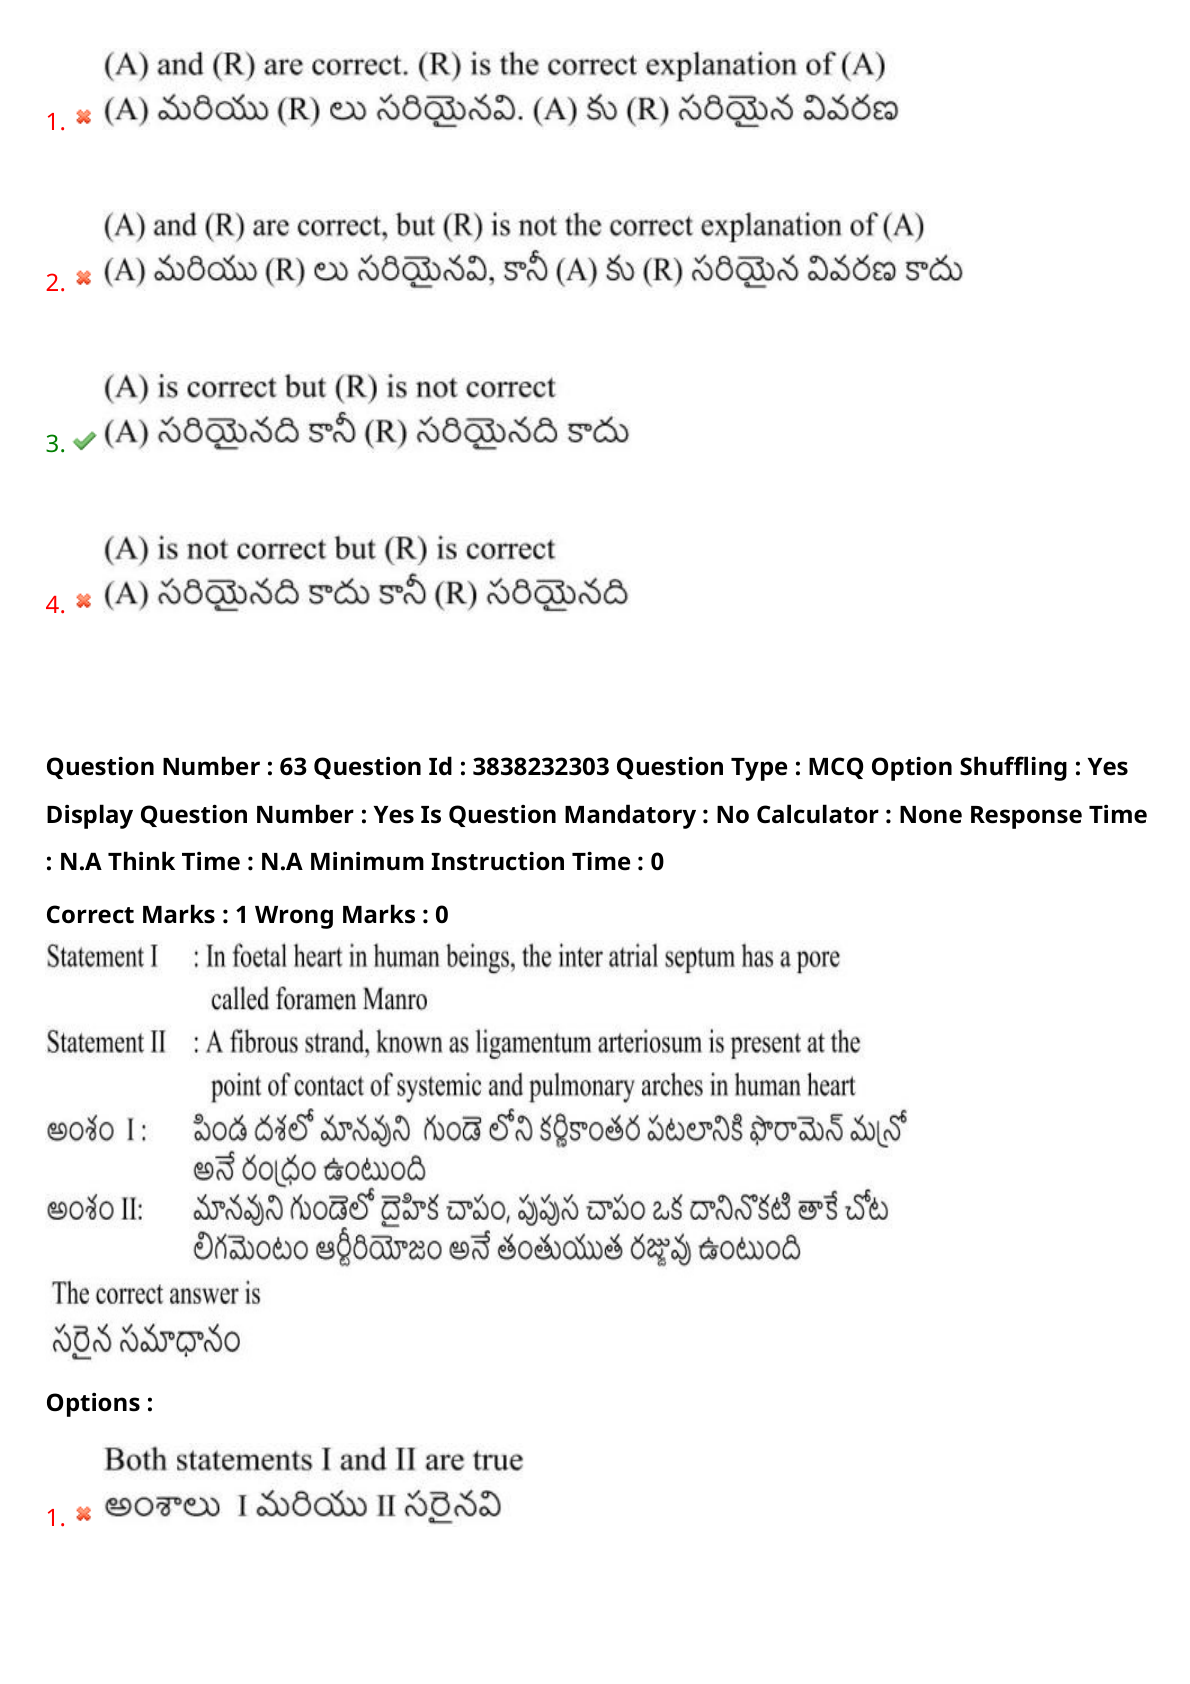 (A) and (R) are correct. (R) is the correct explanation of (A)
1. (A) మరియు (R) లు సరియైనవి. (A) కు (R) సరియైన వివరణ
(A) and (R) are correct, but (R) is not the correct explanation of (A)
2. (A) మరియు (R) లు సరియైనవి, కానీ (A) కు (R) సరియైన వివరణ కాదు
(A) is correct but (R) is not correct
3. (A) సరియైనది కానీ (R) సరియైనది కాదు
(A) is not correct but (R) is correct
4. (A) సరియైనది కాదు కానీ (R) సరియైనది
Question Number : 63 Question Id : 3838232303 Question Type : MCQ Option Shuffling : Yes
Display Question Number : Yes Is Question Mandatory : No Calculator : None Response Time
: N.A Think Time : N.A Minimum Instruction Time : 0
Correct Marks : 1 Wrong Marks : 0
Statement I : In foetal heart in human beings, the inter atrial septum has a pore
called foramen Manro
Statement II : A fibrous strand, known as ligamentum arteriosum is present at the
point of contact of systemic and pulmonary arches in human heart
అంశం I : పిండ దశలో మానవుని గుండె లోని కర్ణికాంతర పటలానికి ఫొరామెన్ మన్రో
అనే రంధ్రం ఉంటుంది
అంశం II: మానవుని గుండెలో దైహిక చాపం, పుపుస చాపం ఒక దానినొకటి తాకే చోట
లిగమెంటం ఆర్టీరియోజం అనే తంతుయుత రజ్జువు ఉంటుంది
The correct answer is
సరైన సమాధానం
Options :
Both statements I and II are true
1. అంశాలు I మరియు II సరైనవి